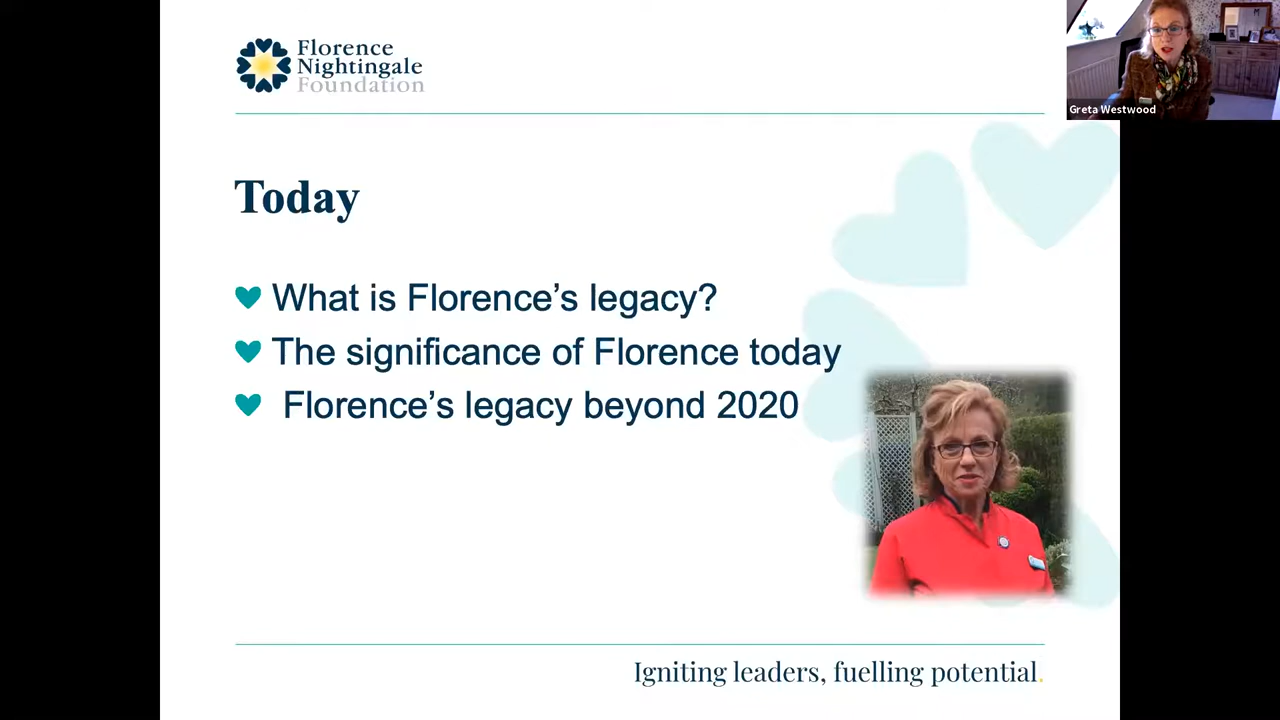 Florence
Nightingale
Foundation
Greta Westwood
Today
What is Florence's legacy?
The significance of Florence today
Florence's legacy beyond 2020
Igniting leaders, fuelling potential.